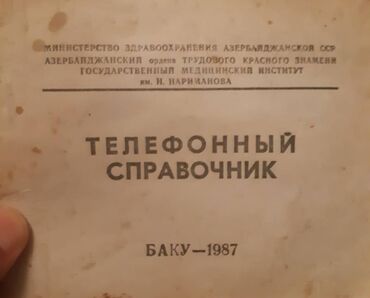 МИНИСТЕРСТВО ЗДРАВООХРАНЕНИЯ АЗЕРБАЙДЖАНСКОЙ ССР
АЗЕРБАЙДЖАНСКИЙ ордена ТРУДОВОГО КРАСНОГО ЗНАМЕНИ
ГОСУДАРСТВЕННЫЙ МЕДИЦИНСКИЙ ИНСТИТУТ
им. Н. НАРИМАНОВА
ТЕЛЕФОННЫЙ
СПРАВОЧНИК
БАКУ—1987